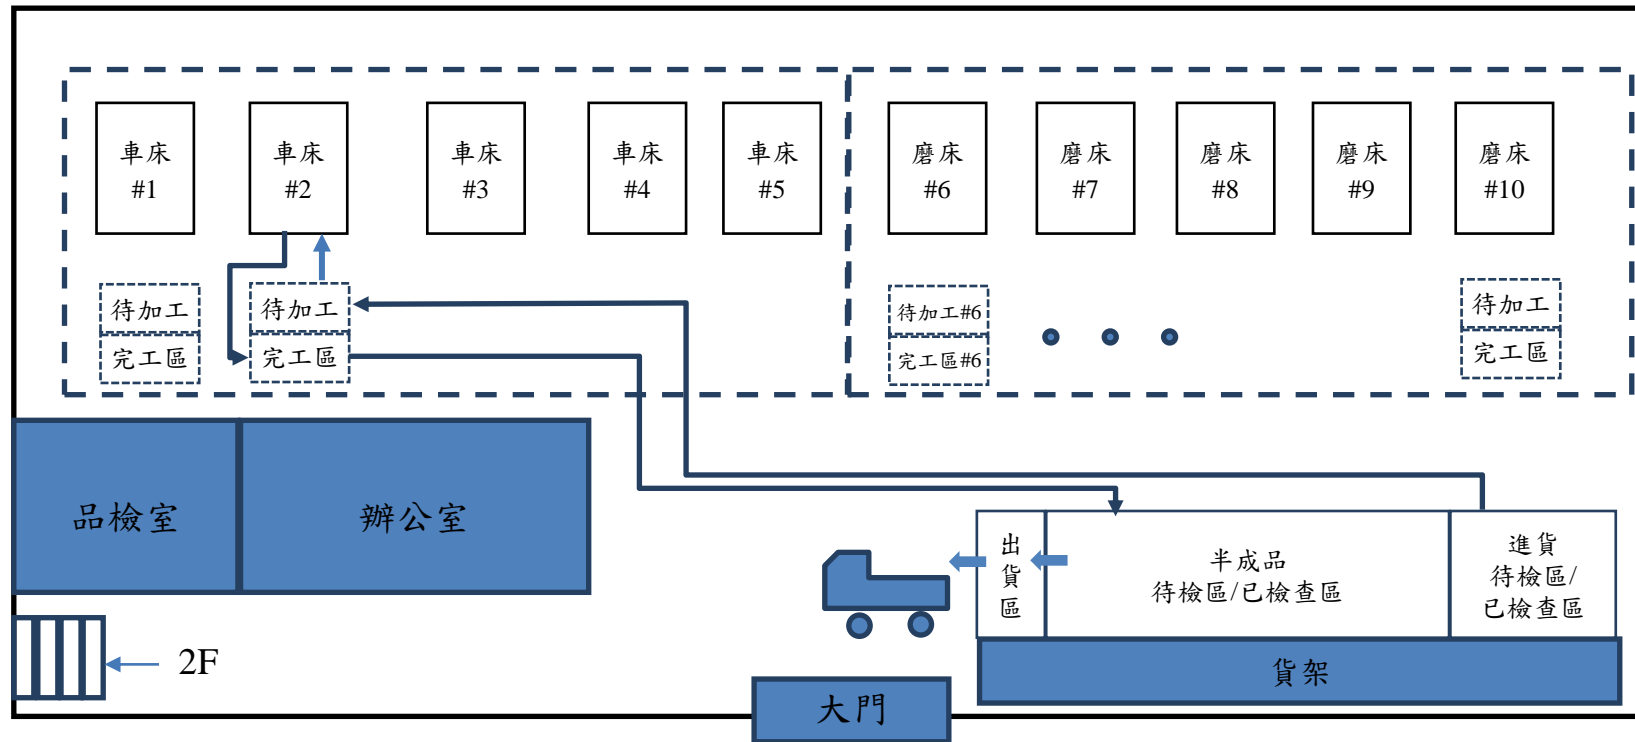 車床
#1
車床
#2
車床
#3
車床
#4
車床
#5
磨床
#6
磨床
#7
磨床
#8
磨床
#9
磨床
#10
待加工
完工區
待加工
完工區
待加工#6
完工區#6
待加工
完工區
品檢室
辦公室
出
貨
區
半成品
待檢區/已檢查區
進貨
待檢區/
已檢查區
2F
貨架
大門